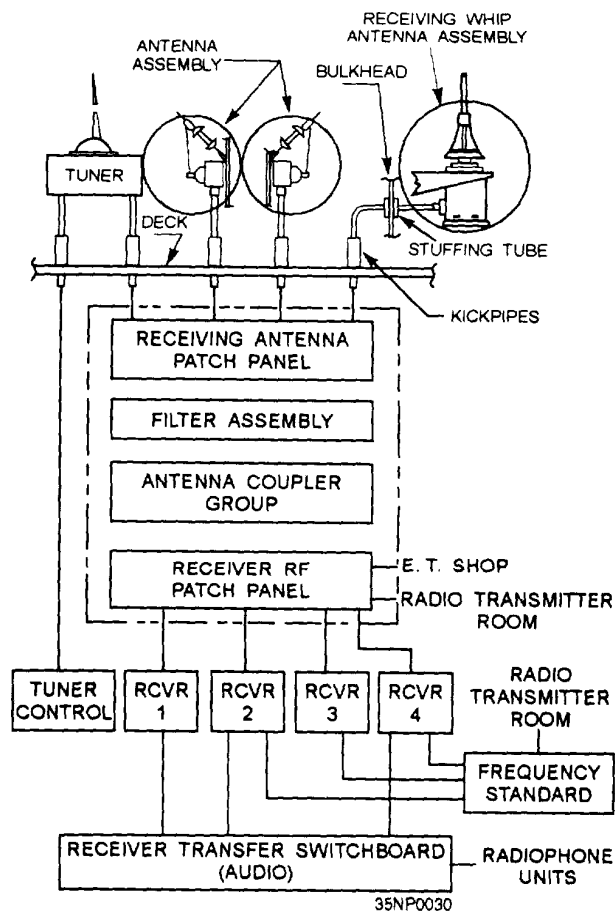 RECEIVING WHIP
ANTENNA ASSEMBLY
ANTENNA
ASSEMBLY
BULKHEAD
TUNER
DECK
STUFFING TUBE
KICKPIPES
RECEIVING ANTENNA
PATCH PANEL
FILTER ASSEMBLY
ANTENNA COUPLER
GROUP
RECEIVER RF
PATCH PANEL
E. T. SHOP
RADIO TRANSMITTER
ROOM
TUNER
CONTROL
RCVR
1
RCVR
2
RCVR
3
RCVR
4
RADIO
TRANSMITTER
ROOM
FREQUENCY
STANDARD
RECEIVER TRANSFER SWITCHBOARD
(AUDIO)
RADIOPHONE
UNITS
35NP0030